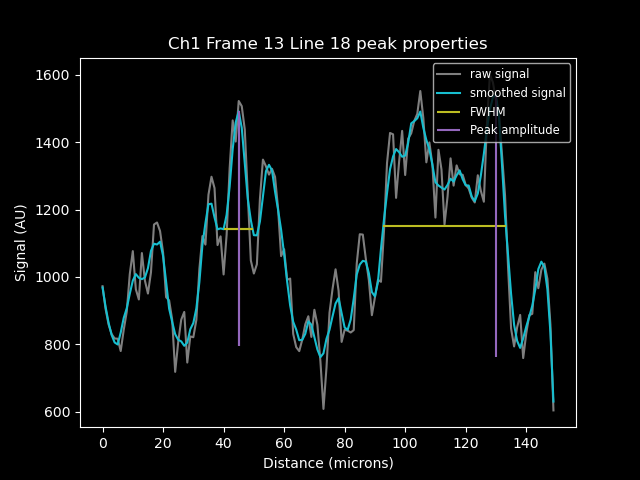 Ch1 Frame 13 Line 18 peak properties
raw signal
smoothed signal
FWHM
Peak amplitude
1600
1400
1200
1000
800
600
Signal (AU)
0 20 40 60 80 100 120 140
Distance (microns)